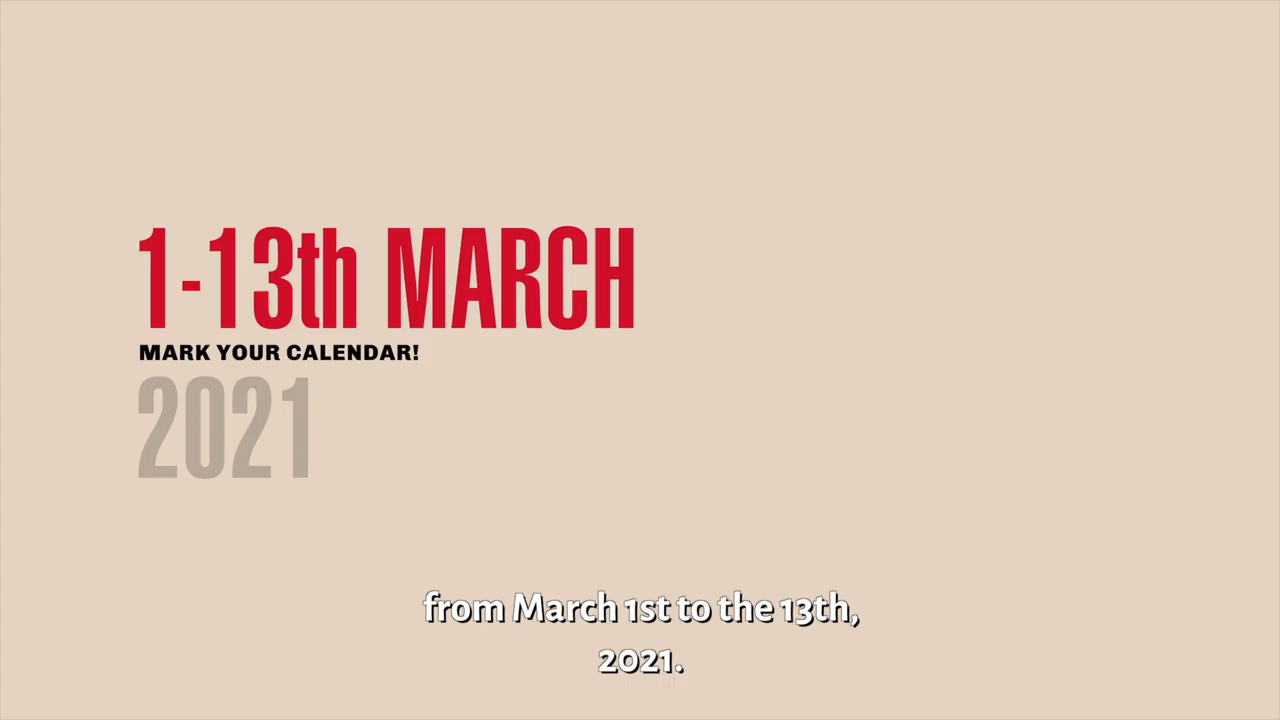 1-13th MARCH
MARK YOUR CALENDAR!
2021
from March 1st to the 13th,
2021.